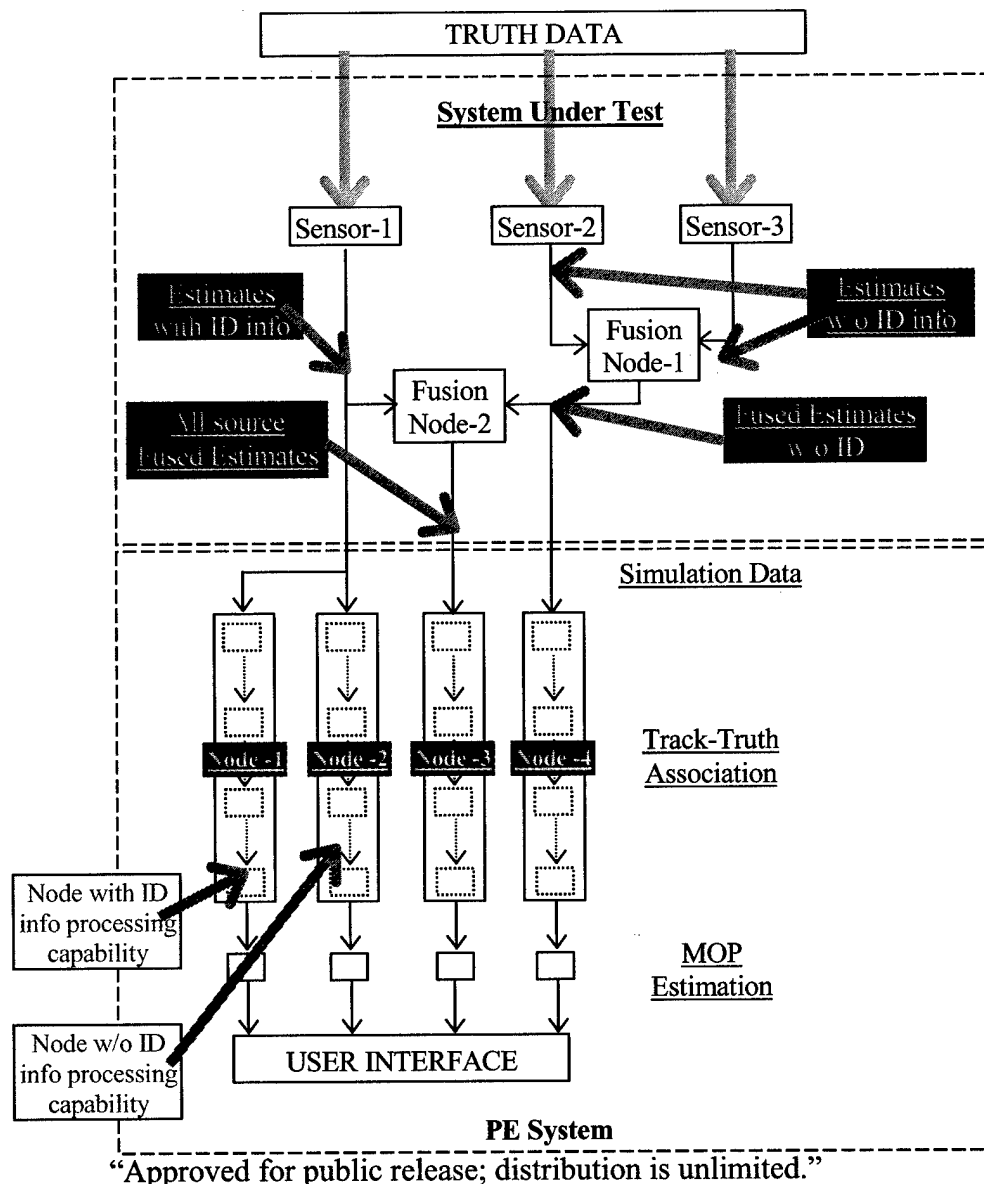 TRUTH DATA
System Under Test
Sensor-1
Sensor-2
Sensor-3
Estimates
with ID info
Estimates
w o ID info
Fusion
Node-1
Fusion
Node-2
All source
Fused Estimates
Fused Estimates
w o ID
Simulation Data
Node -1
Node -2
Node -3
Node -4
Track-Truth
Association
Node with ID
info processing
capability
MOP
Estimation
Node w/o ID
info processing
capability
USER INTERFACE
PE System
“Approved for public release; distribution is unlimited.”